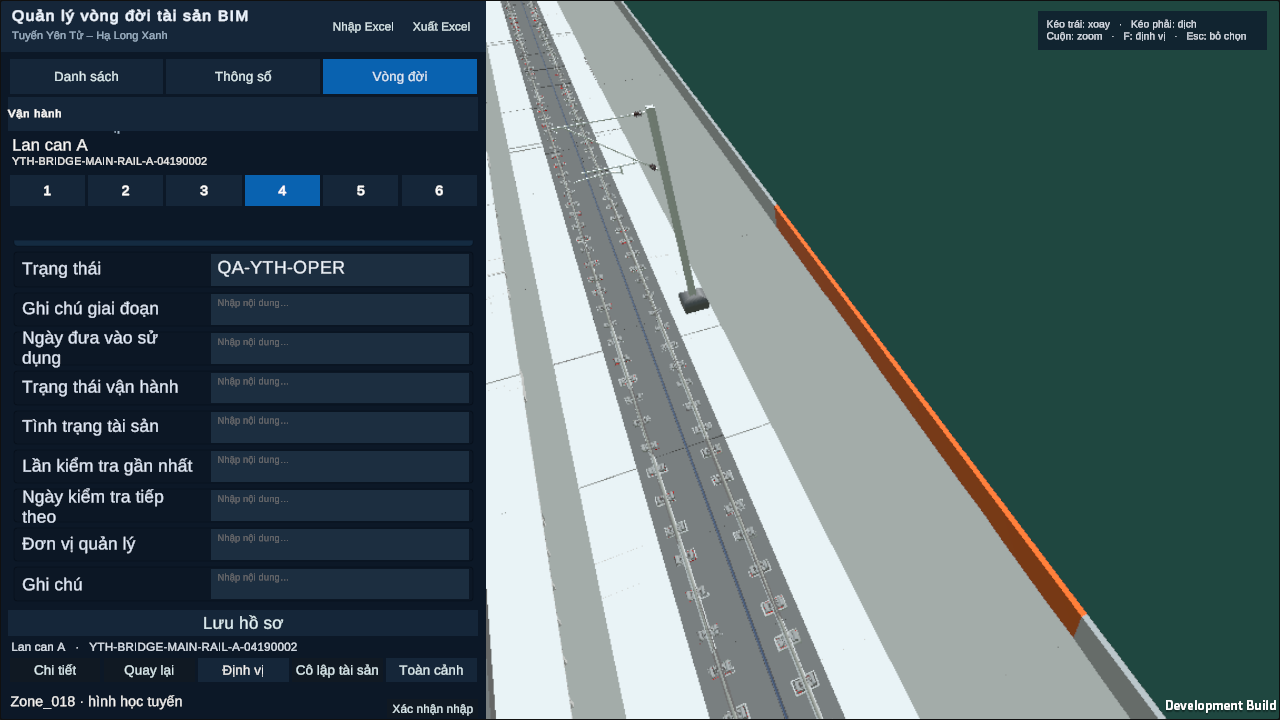 Quản lý vòng đời tài sản BIM
Tuyến Yên Tử – Hạ Long Xanh
Nhập Excel
Xuất Excel
Danh sách
Thông số
Vòng đời
Vận hành
Lan can A
YTH-BRIDGE-MAIN-RAIL-A-04190002
1
2
3
4
5
6
Trạng thái
QA-YTH-OPER
Ghi chú giai đoạn
Nhập nội dung...
Ngày đưa vào sử
dụng
Nhập nội dung...
Trạng thái vận hành
Nhập nội dung...
Tình trạng tài sản
Nhập nội dung...
Lần kiểm tra gần nhất
Nhập nội dung...
Ngày kiểm tra tiếp
theo
Nhập nội dung...
Đơn vị quản lý
Nhập nội dung...
Ghi chú
Nhập nội dung...
Lưu hồ sơ
Lan can A · YTH-BRIDGE-MAIN-RAIL-A-04190002
Chi tiết
Quay lại
Định vị
Cô lập tài sản
Toàn cảnh
Zone_018 · hình học tuyến
Xác nhận nhập
Kéo trái: xoay · Kéo phải: dịch
Cuộn: zoom · F: định vị · Esc: bỏ chọn
Development Build